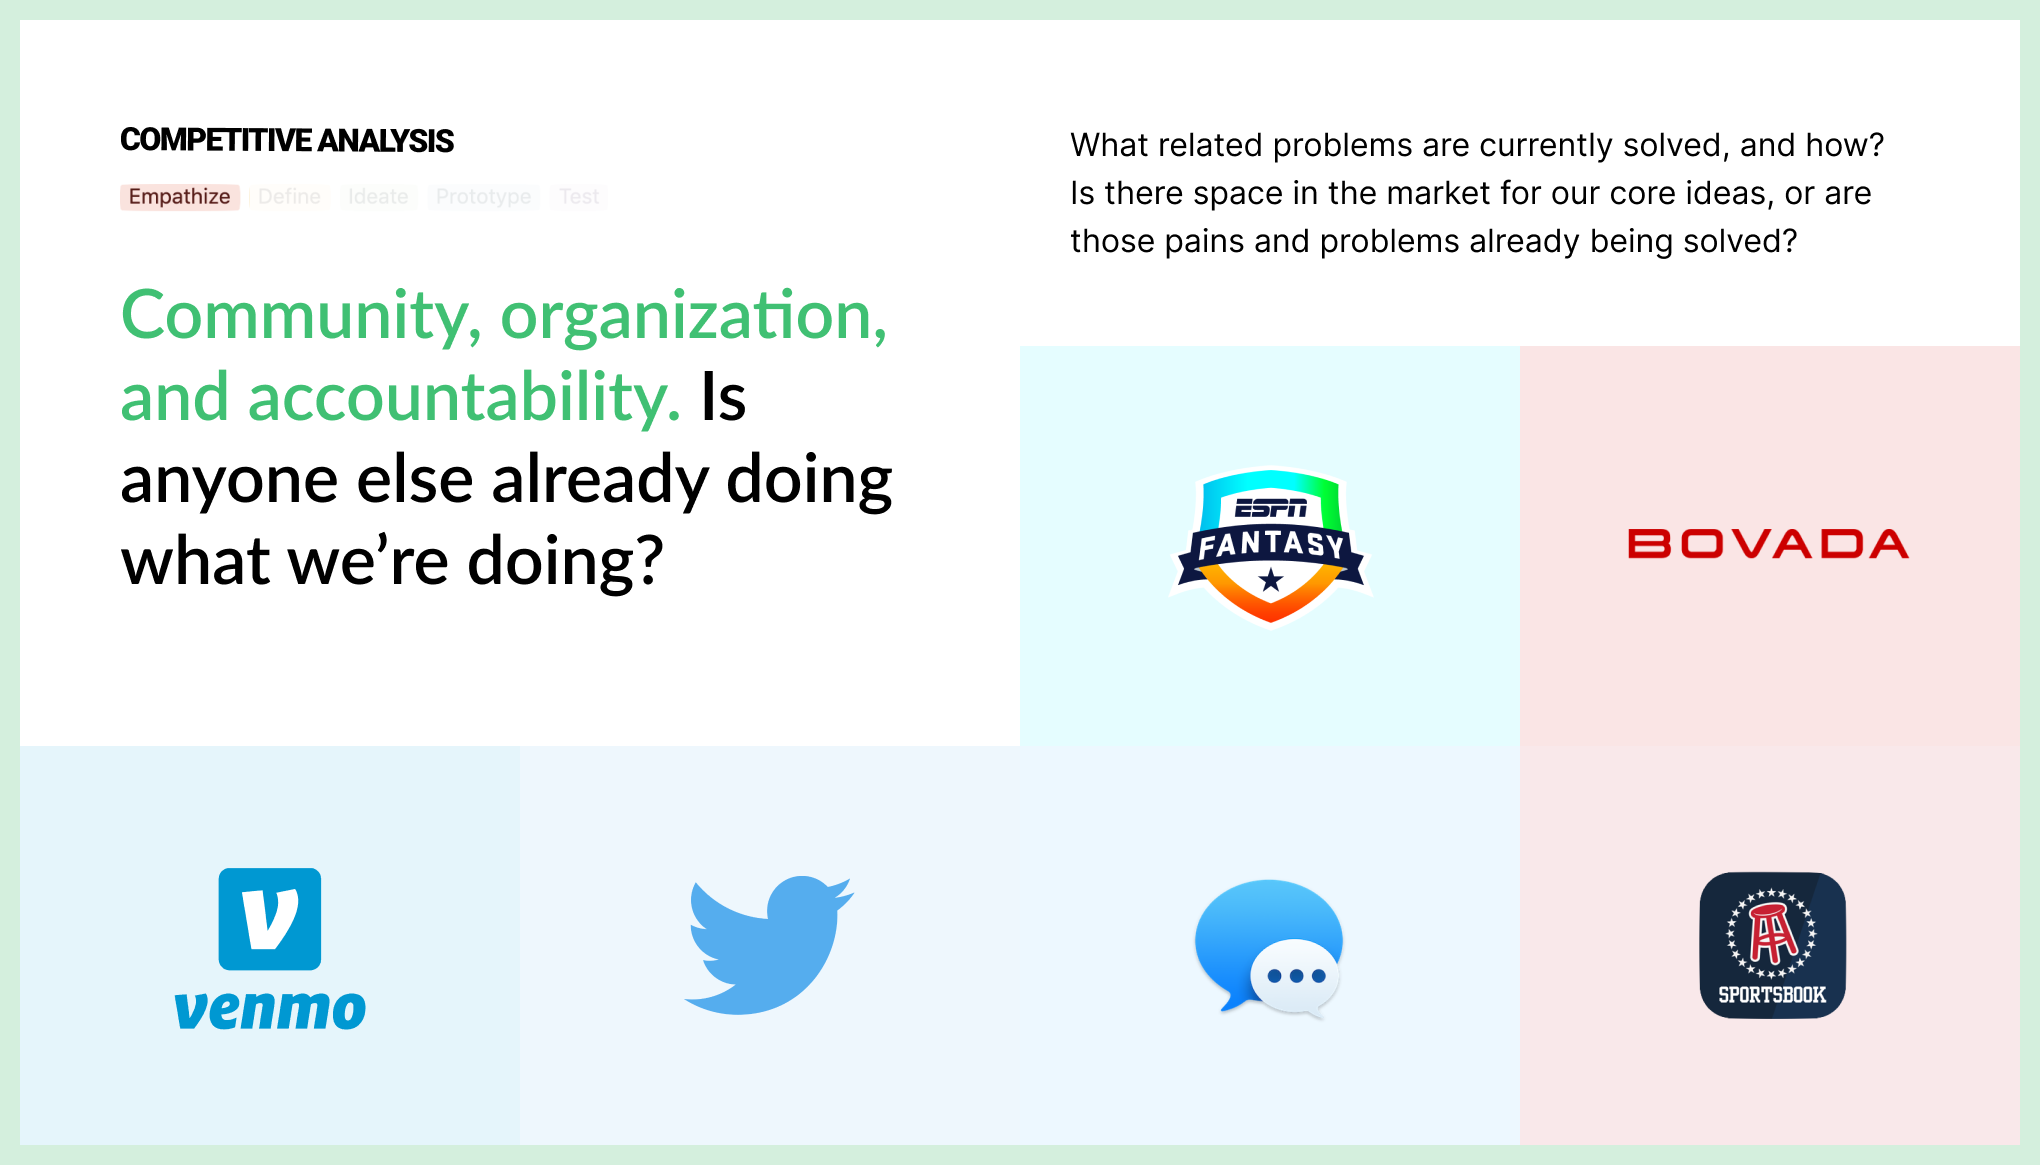 COMPETITIVE ANALYSIS
Empathize Define Ideate Prototype Test
Community, organization,
and accountability. Is
anyone else already doing
what we’re doing?
What related problems are currently solved, and how?
Is there space in the market for our core ideas, or are
those pains and problems already being solved?
ESPN
FANTASY
BOVADA
V
venmo
SPORTSBOOK